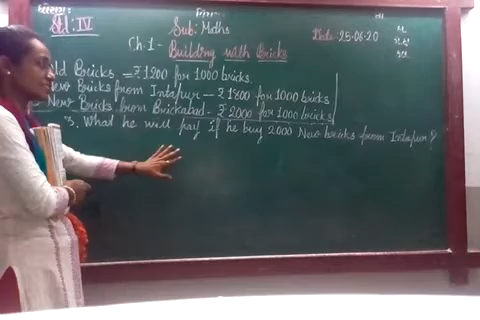 Std: IV
Sub: Maths
Date: 25.06.20
Ch.1 - Building with Bricks
Old Bricks = ₹1200 for 1000 bricks.
New Bricks from Intapur - ₹1800 for 1000 bricks
New Bricks from Brickabad - ₹2000 for 1000 bricks
3. What he will pay if he buy 2000 New bricks from Intapur?